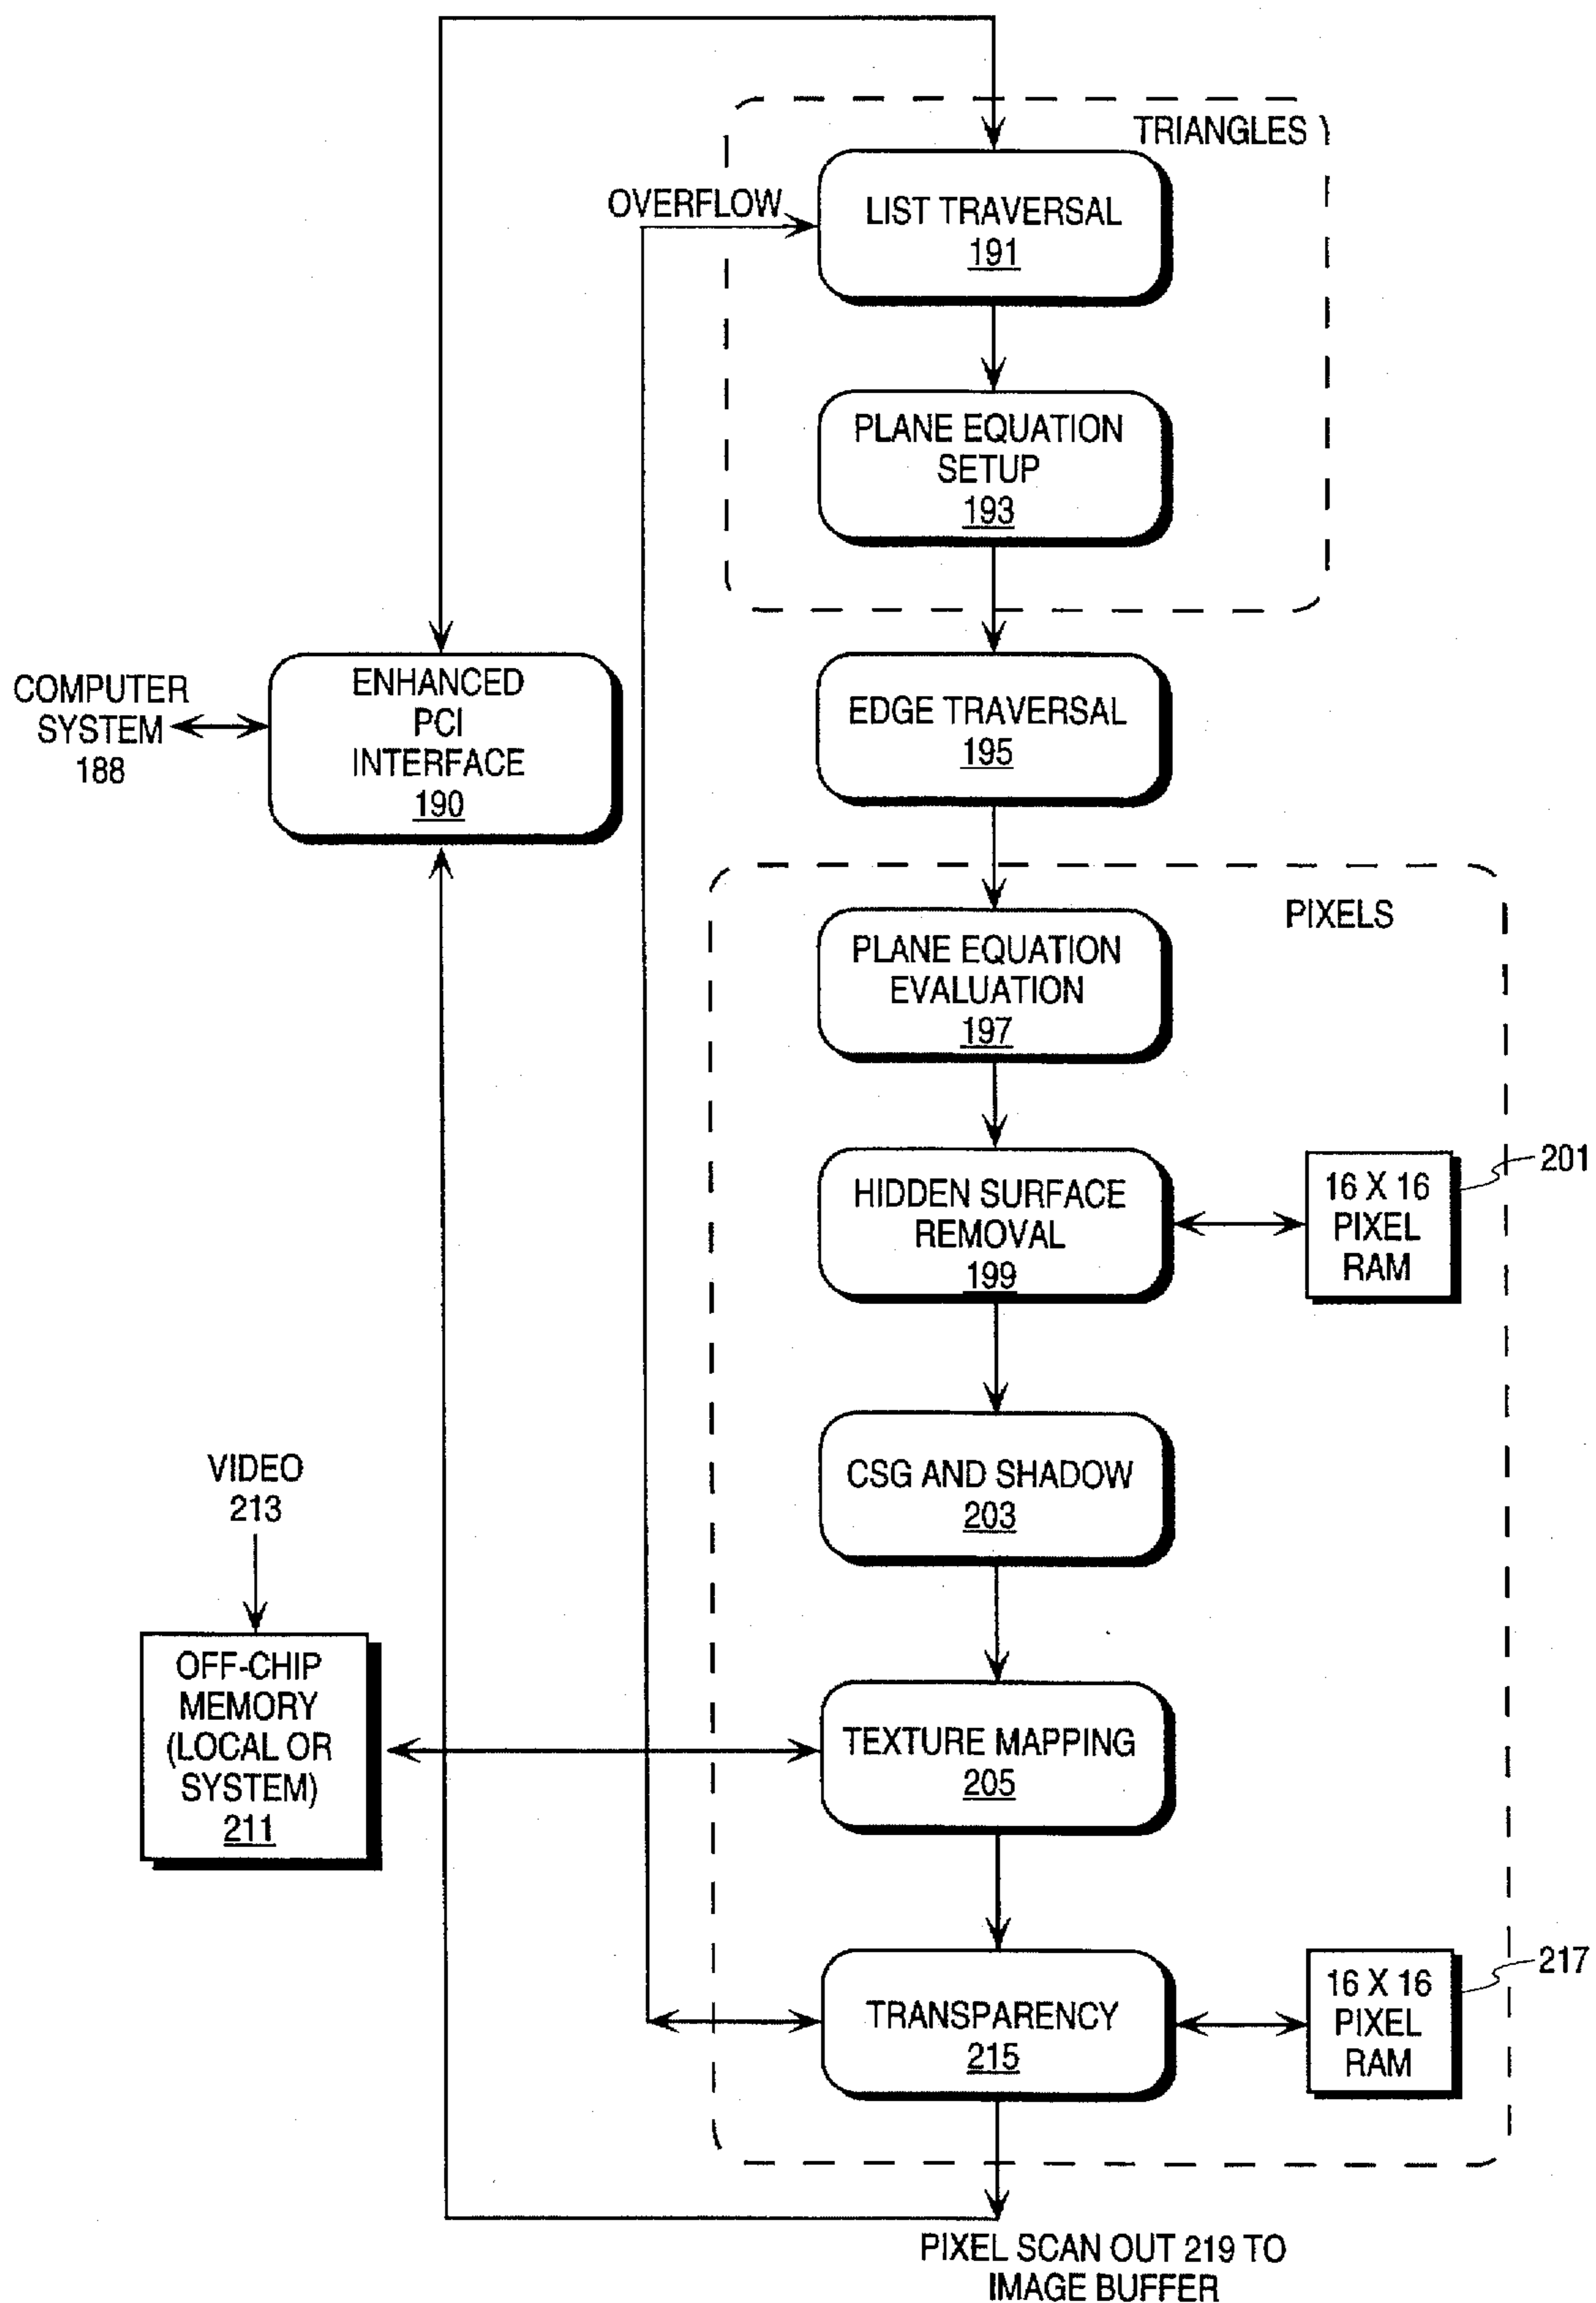 TRIANGLES
OVERFLOW
LIST TRAVERSAL
191
PLANE EQUATION
SETUP
193
COMPUTER
SYSTEM
188
ENHANCED
PCI
INTERFACE
190
EDGE TRAVERSAL
195
PIXELS
PLANE EQUATION
EVALUATION
197
HIDDEN SURFACE
REMOVAL
199
16 X 16
PIXEL
RAM
201
CSG AND SHADOW
203
VIDEO
213
OFF-CHIP
MEMORY
(LOCAL OR
SYSTEM)
211
TEXTURE MAPPING
205
TRANSPARENCY
215
16 X 16
PIXEL
RAM
217
PIXEL SCAN OUT 219 TO
IMAGE BUFFER